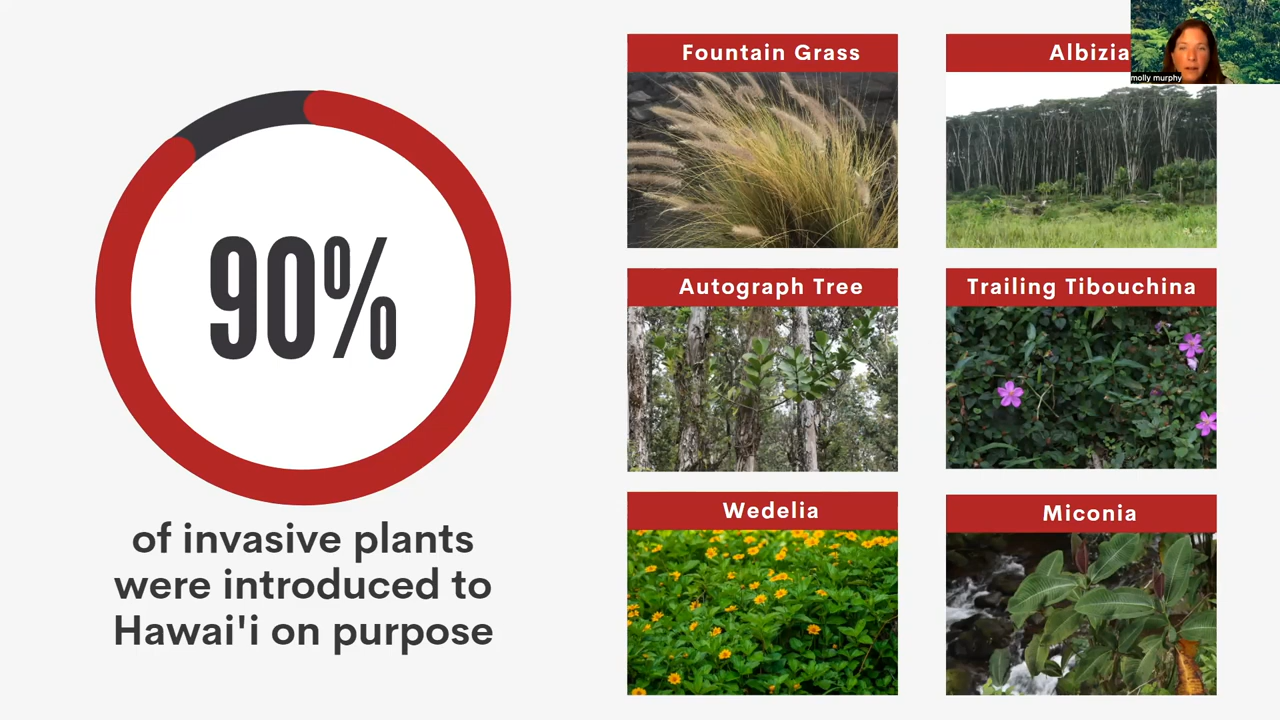 90%
of invasive plants
were introduced to
Hawai'i on purpose
Fountain Grass
Albizia
Autograph Tree
Trailing Tibouchina
Wedelia
Miconia
molly murphy